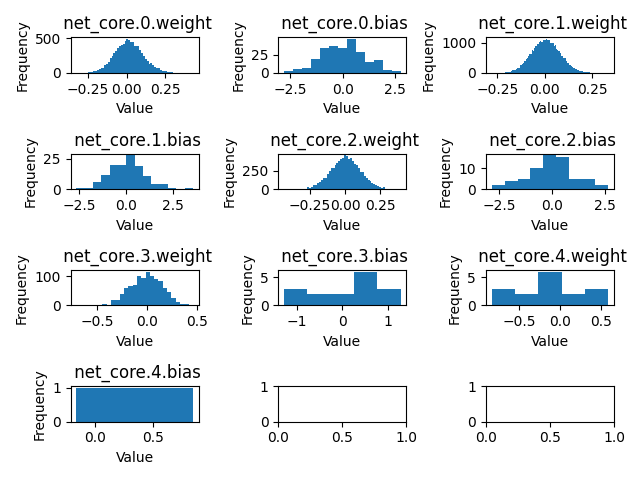 net_core.0.weight net_core.0.bias net_core.1.weight
Frequency Frequency Frequency
500 0
25 0
1000 0
−0.25 0.00 0.25
−2.5 0.0 2.5
−0.25 0.00 0.25
Value Value Value
net_core.1.bias net_core.2.weight net_core.2.bias
Frequency Frequency Frequency
25 0
250 0
10 0
−2.5 0.0 2.5
−0.25 0.00 0.25
−2.5 0.0 2.5
Value Value Value
net_core.3.weight net_core.3.bias net_core.4.weight
Frequency Frequency Frequency
100 0
5 0
5 0
−0.5 0.0 0.5
−1 0 1
−0.5 0.0 0.5
Value Value Value
net_core.4.bias
Frequency
1 0
1 0
1 0
0.0 0.5
0.0 0.5 1.0
0.0 0.5 1.0
Value